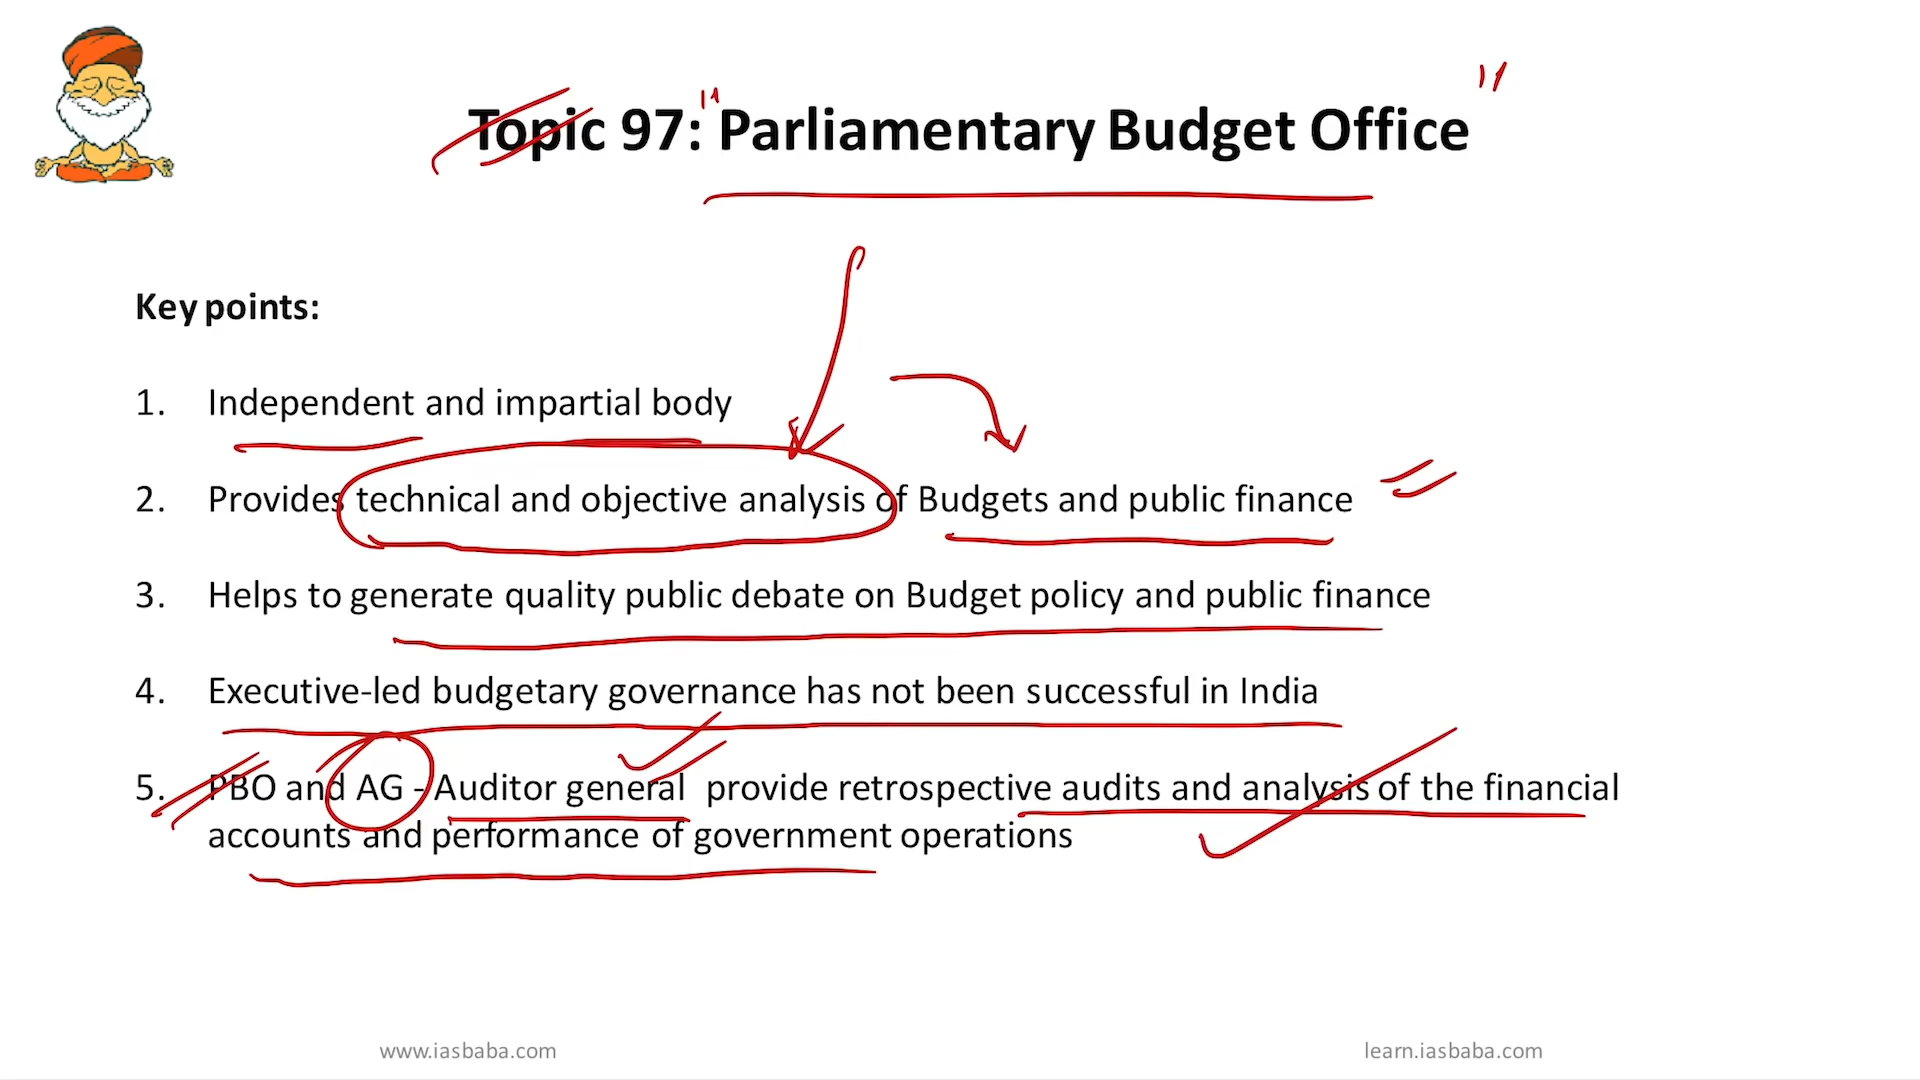 Topic 97: "Parliamentary Budget Office"
Key points:
1. Independent and impartial body
2. Provides technical and objective analysis of Budgets and public finance
3. Helps to generate quality public debate on Budget policy and public finance
4. Executive-led budgetary governance has not been successful in India
5. PBO and AG - Auditor general provide retrospective audits and analysis of the financial
accounts and performance of government operations
www.iasbaba.com
learn.iasbaba.com